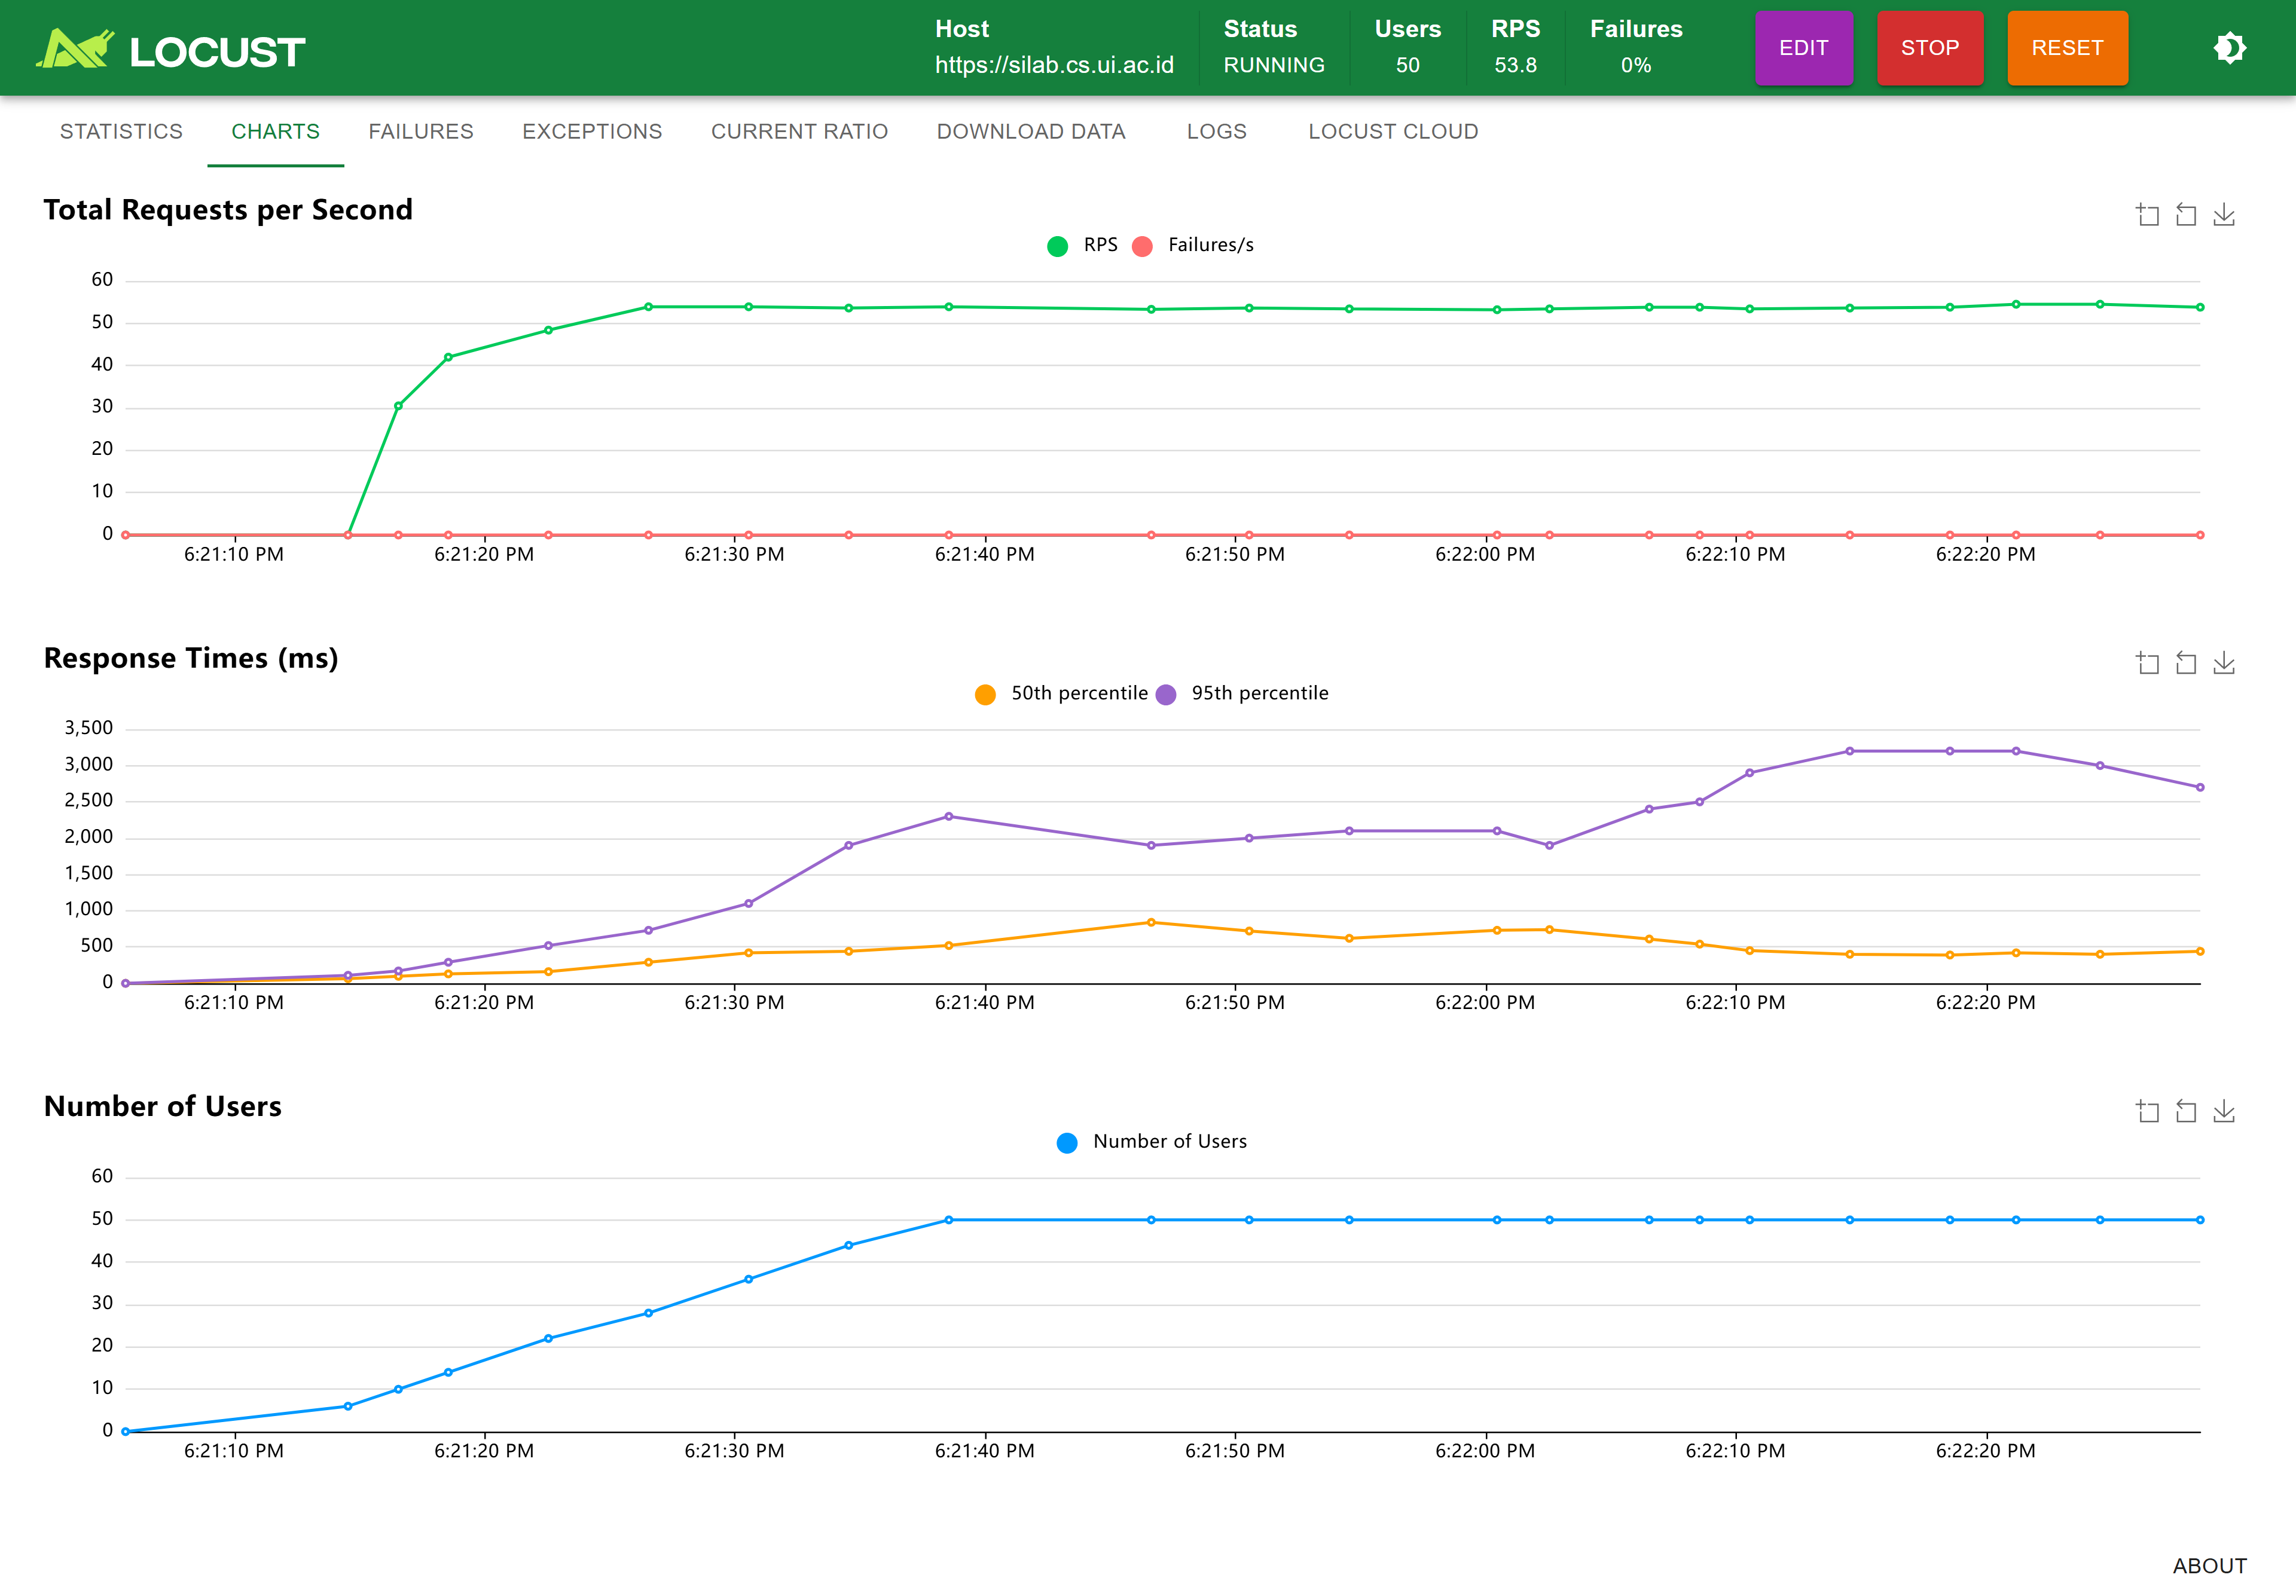 LOCUST
Host
https://silab.cs.ui.ac.id
Status
RUNNING
Users
50
RPS
53.8
Failures
0%
EDIT
STOP
RESET
STATISTICS CHARTS FAILURES EXCEPTIONS CURRENT RATIO DOWNLOAD DATA LOGS LOCUST CLOUD
Total Requests per Second
RPS Failures/s
60
50
40
30
20
10
0
6:21:10 PM 6:21:20 PM 6:21:30 PM 6:21:40 PM 6:21:50 PM 6:22:00 PM 6:22:10 PM 6:22:20 PM
Response Times (ms)
50th percentile 95th percentile
3,500
3,000
2,500
2,000
1,500
1,000
500
0
6:21:10 PM 6:21:20 PM 6:21:30 PM 6:21:40 PM 6:21:50 PM 6:22:00 PM 6:22:10 PM 6:22:20 PM
Number of Users
Number of Users
60
50
40
30
20
10
0
6:21:10 PM 6:21:20 PM 6:21:30 PM 6:21:40 PM 6:21:50 PM 6:22:00 PM 6:22:10 PM 6:22:20 PM
ABOUT